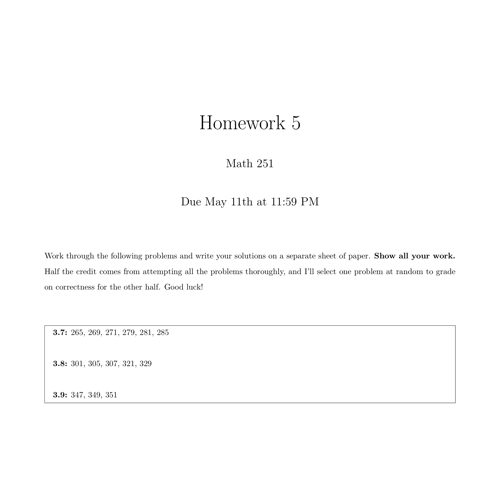 Homework 5
Math 251
Due May 11th at 11:59 PM
Work through the following problems and write your solutions on a separate sheet of paper. Show all your work.
Half the credit comes from attempting all the problems thoroughly, and I'll select one problem at random to grade
on correctness for the other half. Good luck!
3.7: 265, 269, 271, 279, 281, 285
3.8: 301, 305, 307, 321, 329
3.9: 347, 349, 351